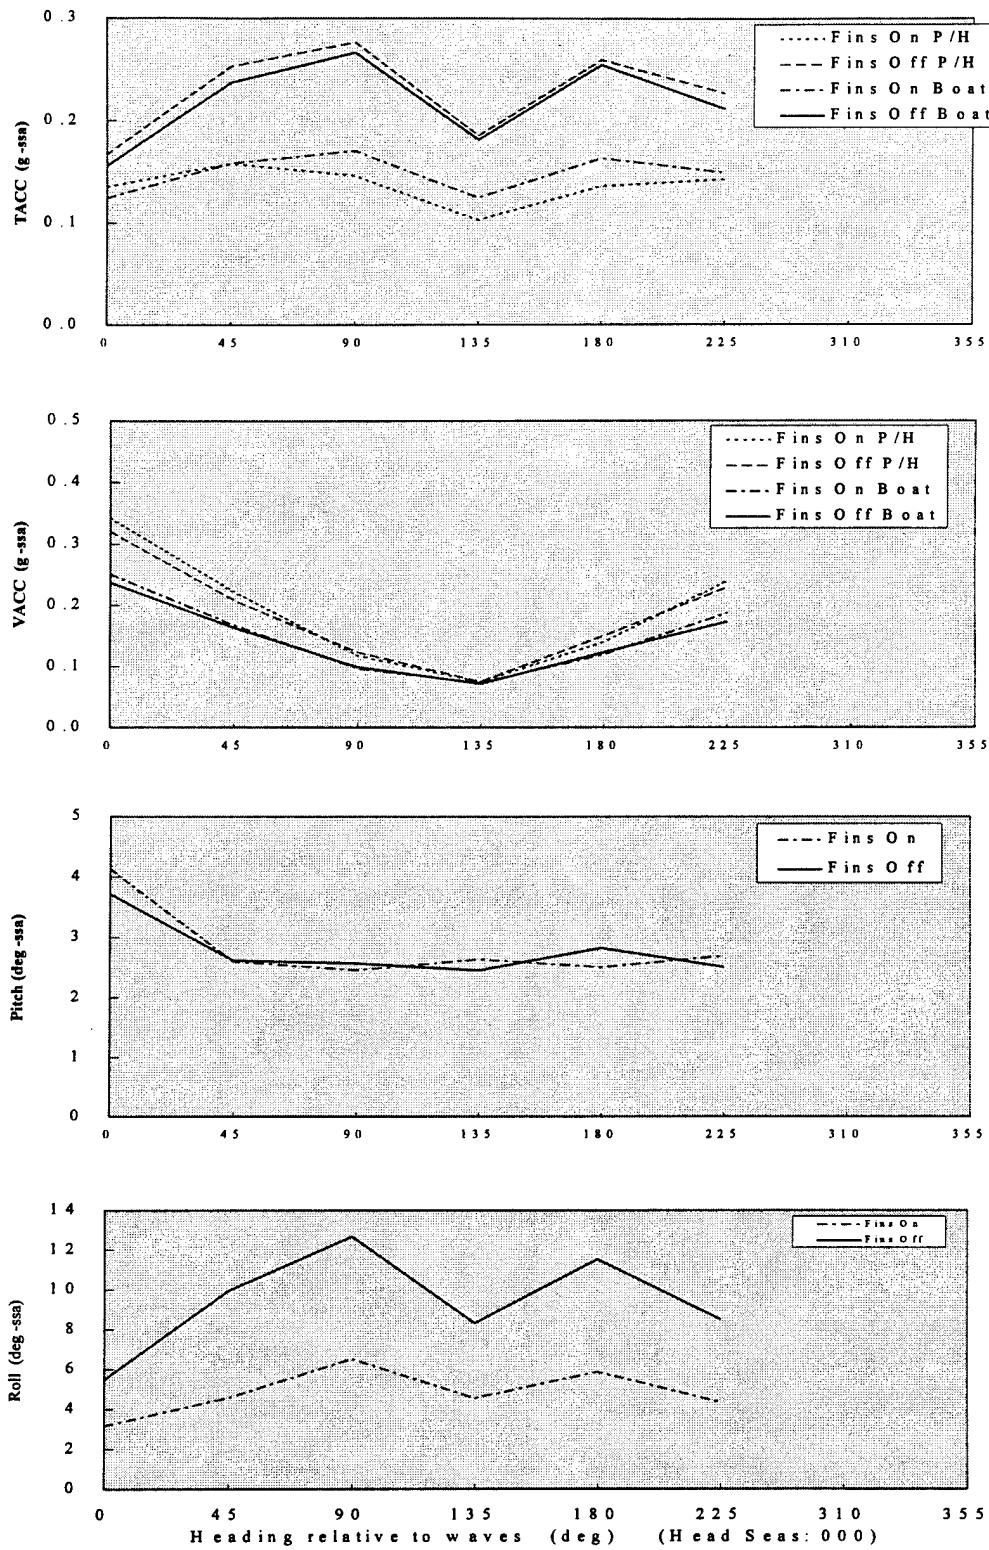 0.3
0.2
0.1
0.0
TACC (g-ssa)
Fins On P/H
Fins Off P/H
Fins On Boat
Fins Off Boat
0 45 90 135 180 225 310 355
0.5
0.4
0.3
0.2
0.1
0.0
VACC (g-ssa)
Fins On P/H
Fins Off P/H
Fins On Boat
Fins Off Boat
0 45 90 135 180 225 310 355
5
4
3
2
1
0
Pitch (deg-ssa)
Fins On
Fins Off
0 45 90 135 180 225 310 355
14
12
10
8
6
4
2
0
Roll (deg-ssa)
Fins On
Fins Off
0 45 90 135 180 225 310 355
Heading relative to waves (deg) (Head Seas: 000)